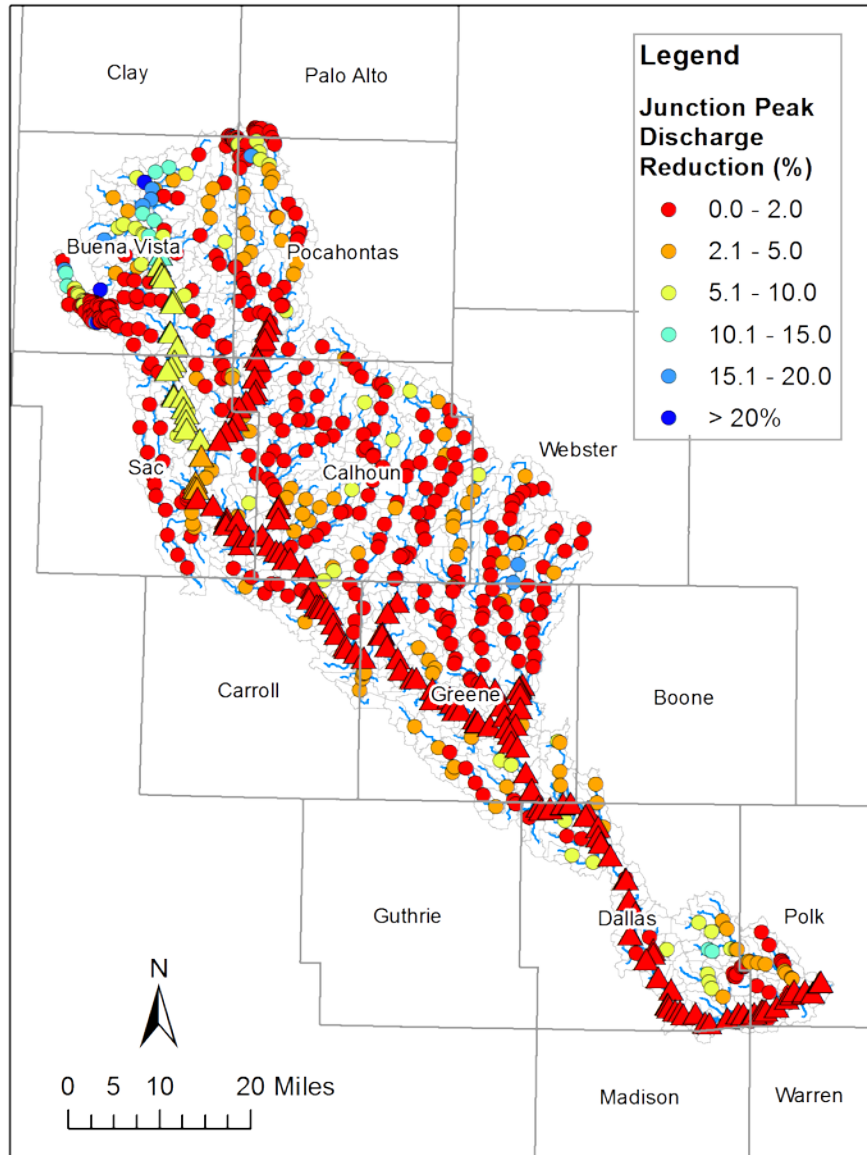 Clay
Palo Alto
Legend
Junction Peak
Discharge
Reduction (%)
0.0 - 2.0
2.1 - 5.0
5.1 - 10.0
10.1 - 15.0
15.1 - 20.0
> 20%
Buena Vista
Pocahontas
Webster
Sac
Calhoun
Carroll
Greene
Boone
Guthrie
Dallas
Polk
N
0 5 10 20 Miles
Madison
Warren